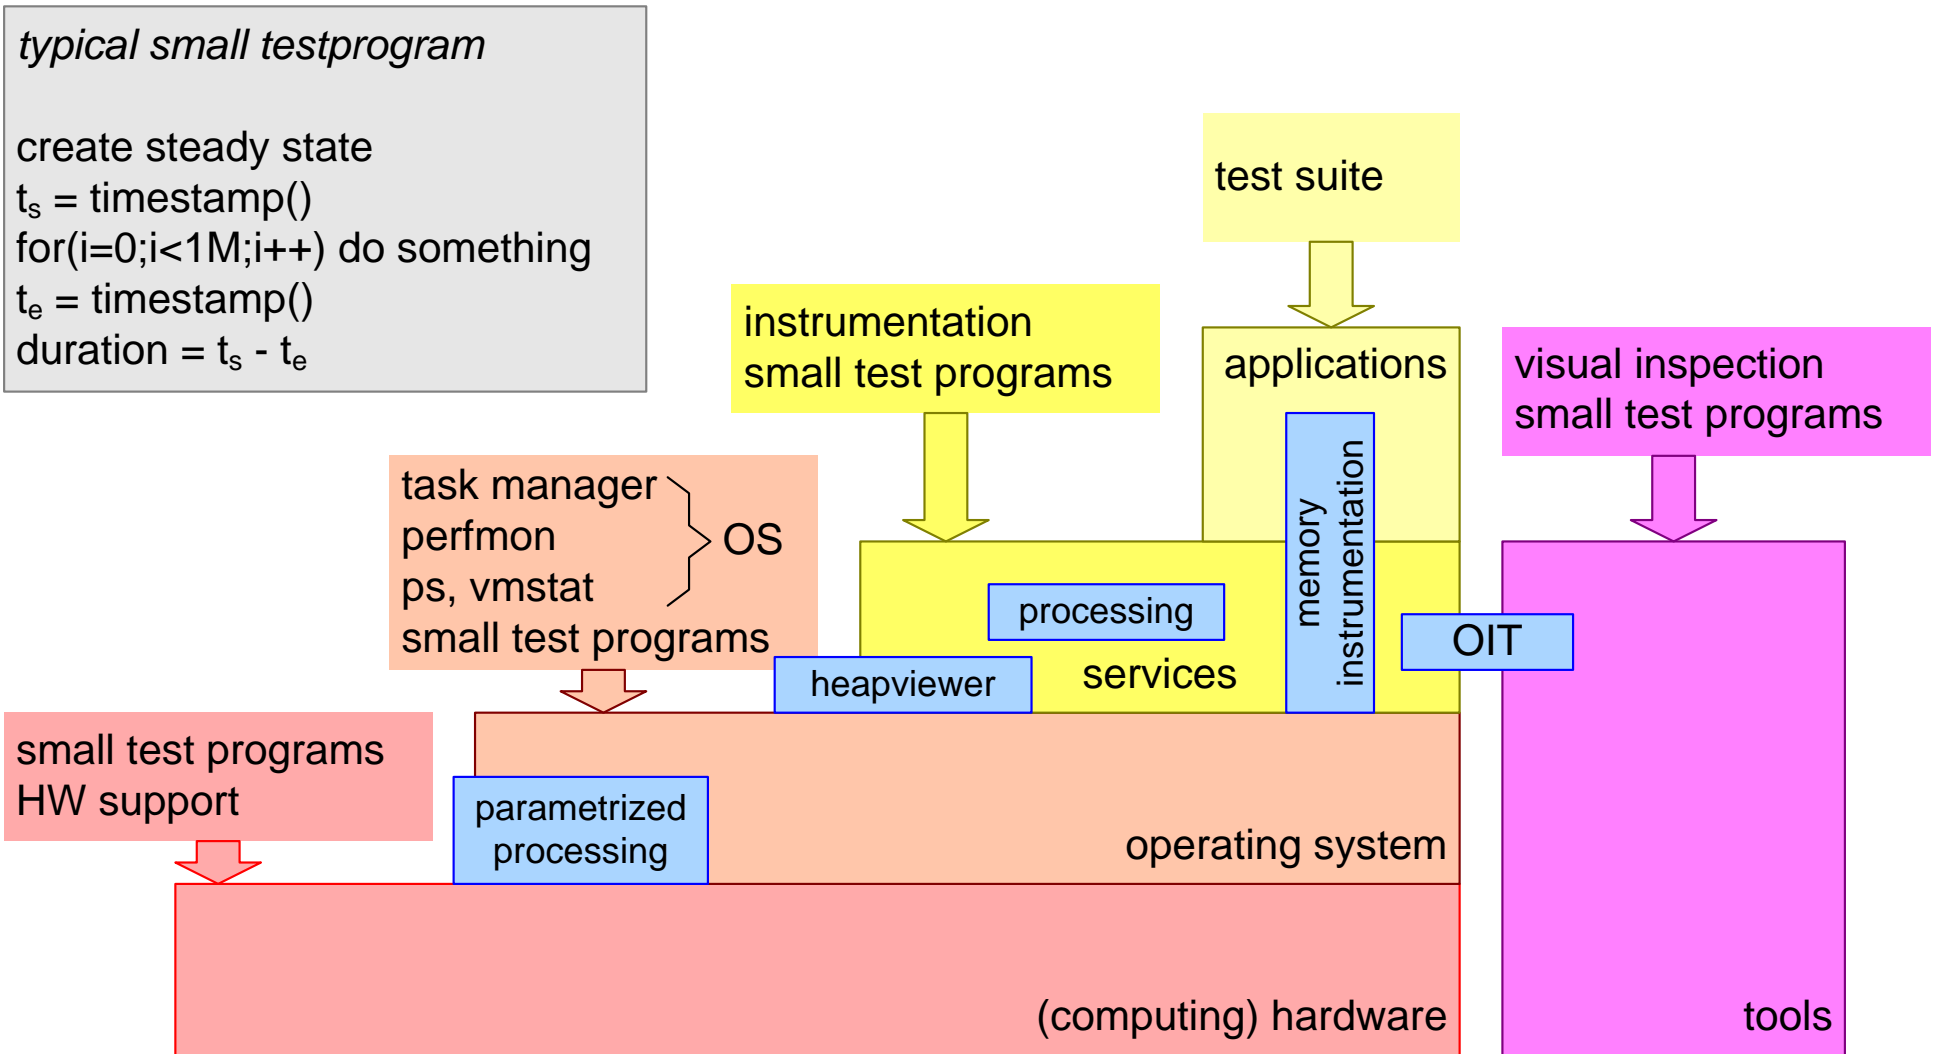 typical small testprogram
create steady state
tₛ = timestamp()
for(i=0;i<1M;i++) do something
tₑ = timestamp()
duration = tₛ - tₑ
test suite
instrumentation
small test programs
applications
visual inspection
small test programs
task manager
perfmon
ps, vmstat
OS
small test programs
memory
instrumentation
processing
OIT
heapviewer
services
small test programs
HW support
parametrized
processing
operating system
(computing) hardware
tools